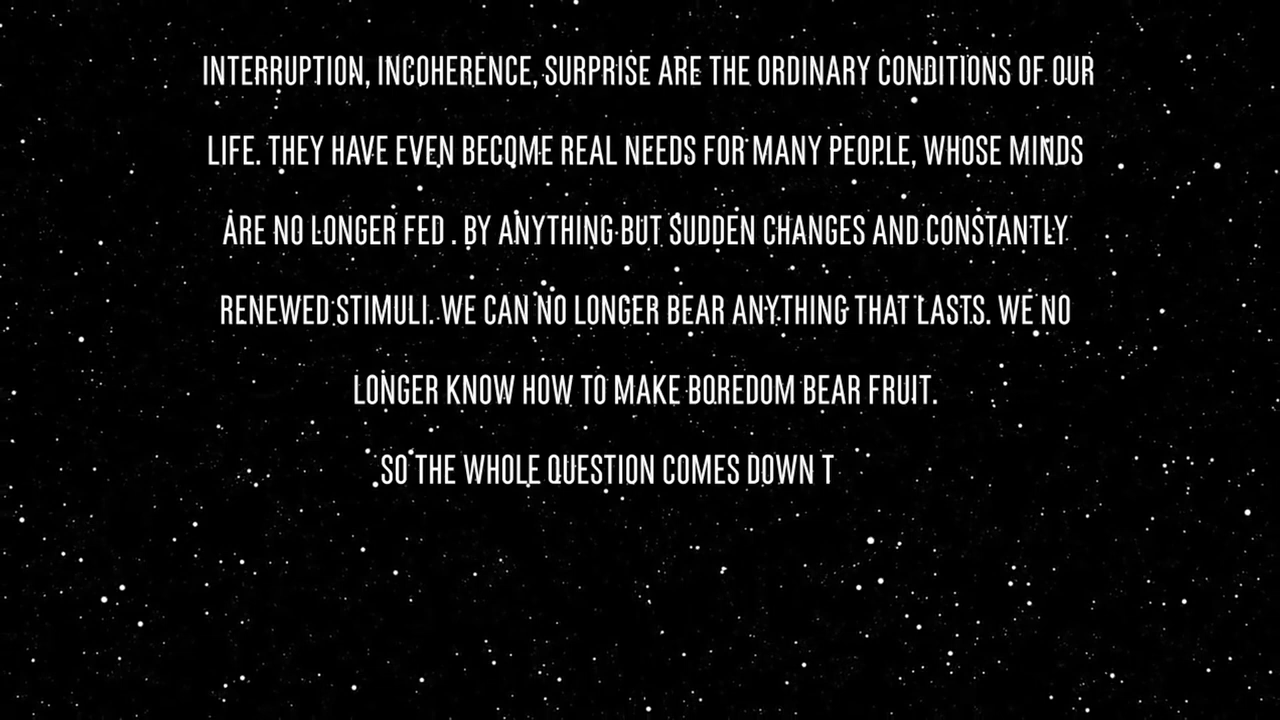 INTERRUPTION, INCOHERENCE, SURPRISE ARE THE ORDINARY CONDITIONS OF OUR
LIFE. THEY HAVE EVEN BECOME REAL NEEDS FOR MANY PEOPLE, WHOSE MINDS
ARE NO LONGER FED . BY ANYTHING BUT SUDDEN CHANGES AND CONSTANTLY
RENEWED STIMULI. WE CAN NO LONGER BEAR ANYTHING THAT LASTS. WE NO
LONGER KNOW HOW TO MAKE BOREDOM BEAR FRUIT.
SO THE WHOLE QUESTION COMES DOWN T